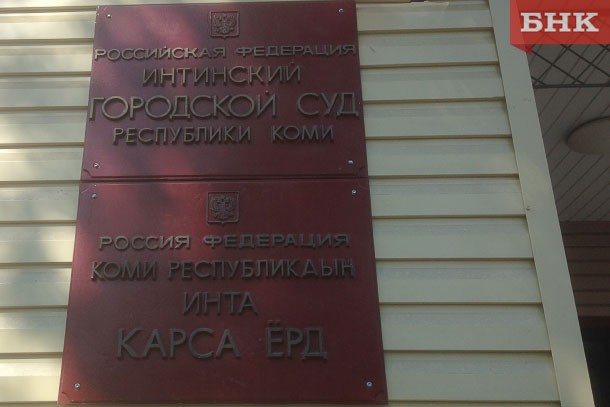 БНК
РОССИЙСКАЯ ФЕДЕРАЦИЯ
ИНТИНСКИЙ
ГОРОДСКОЙ СУД
РЕСПУБЛИКИ КОМИ
РОССИЯ ФЕДЕРАЦИЯ
КОМИ РЕСПУБЛИКАЫН
ИНТА
КАРСА ЁРД